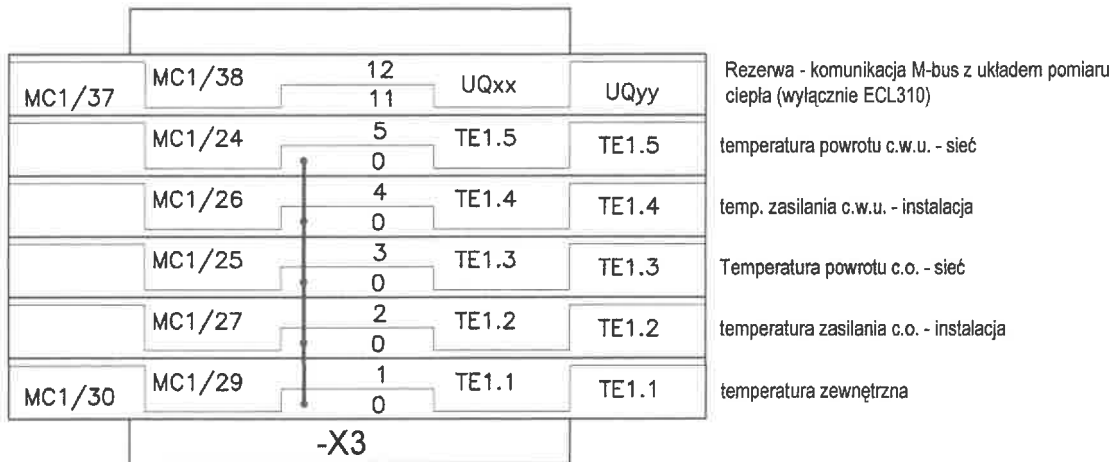 MC1/37 MC1/38 12 11 UQxx UQyy Rezerwa - komunikacja M-bus z układem pomiaru
ciepła (wyłącznie ECL310)
MC1/24 5 0 TE1.5 TE1.5 temperatura powrotu c.w.u. - sieć
MC1/26 4 0 TE1.4 TE1.4 temp. zasilania c.w.u. - instalacja
MC1/25 3 0 TE1.3 TE1.3 Temperatura powrotu c.o. - sieć
MC1/27 2 0 TE1.2 TE1.2 temperatura zasilania c.o. - instalacja
MC1/30 MC1/29 1 0 TE1.1 TE1.1 temperatura zewnętrzna
-X3